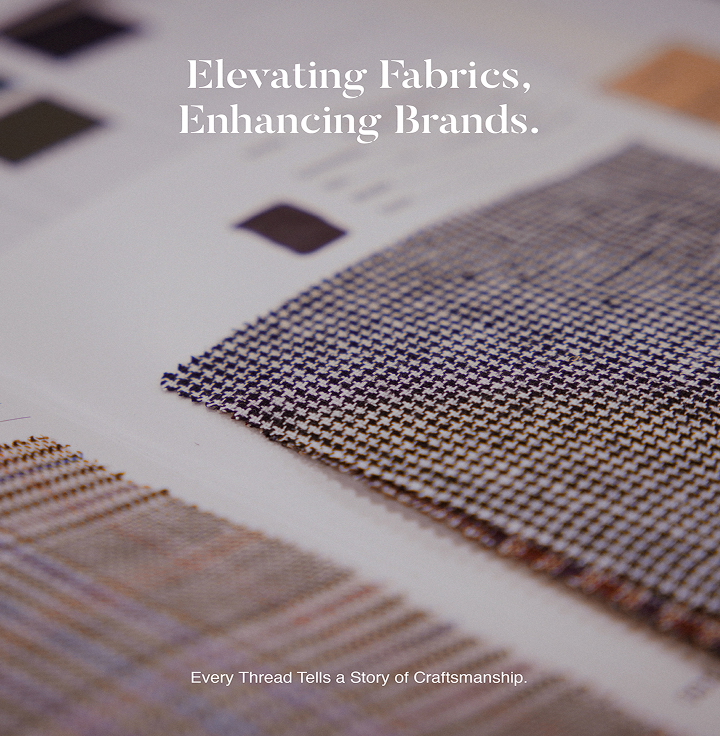 Elevating Fabrics,
Enhancing Brands.
Every Thread Tells a Story of Craftsmanship.